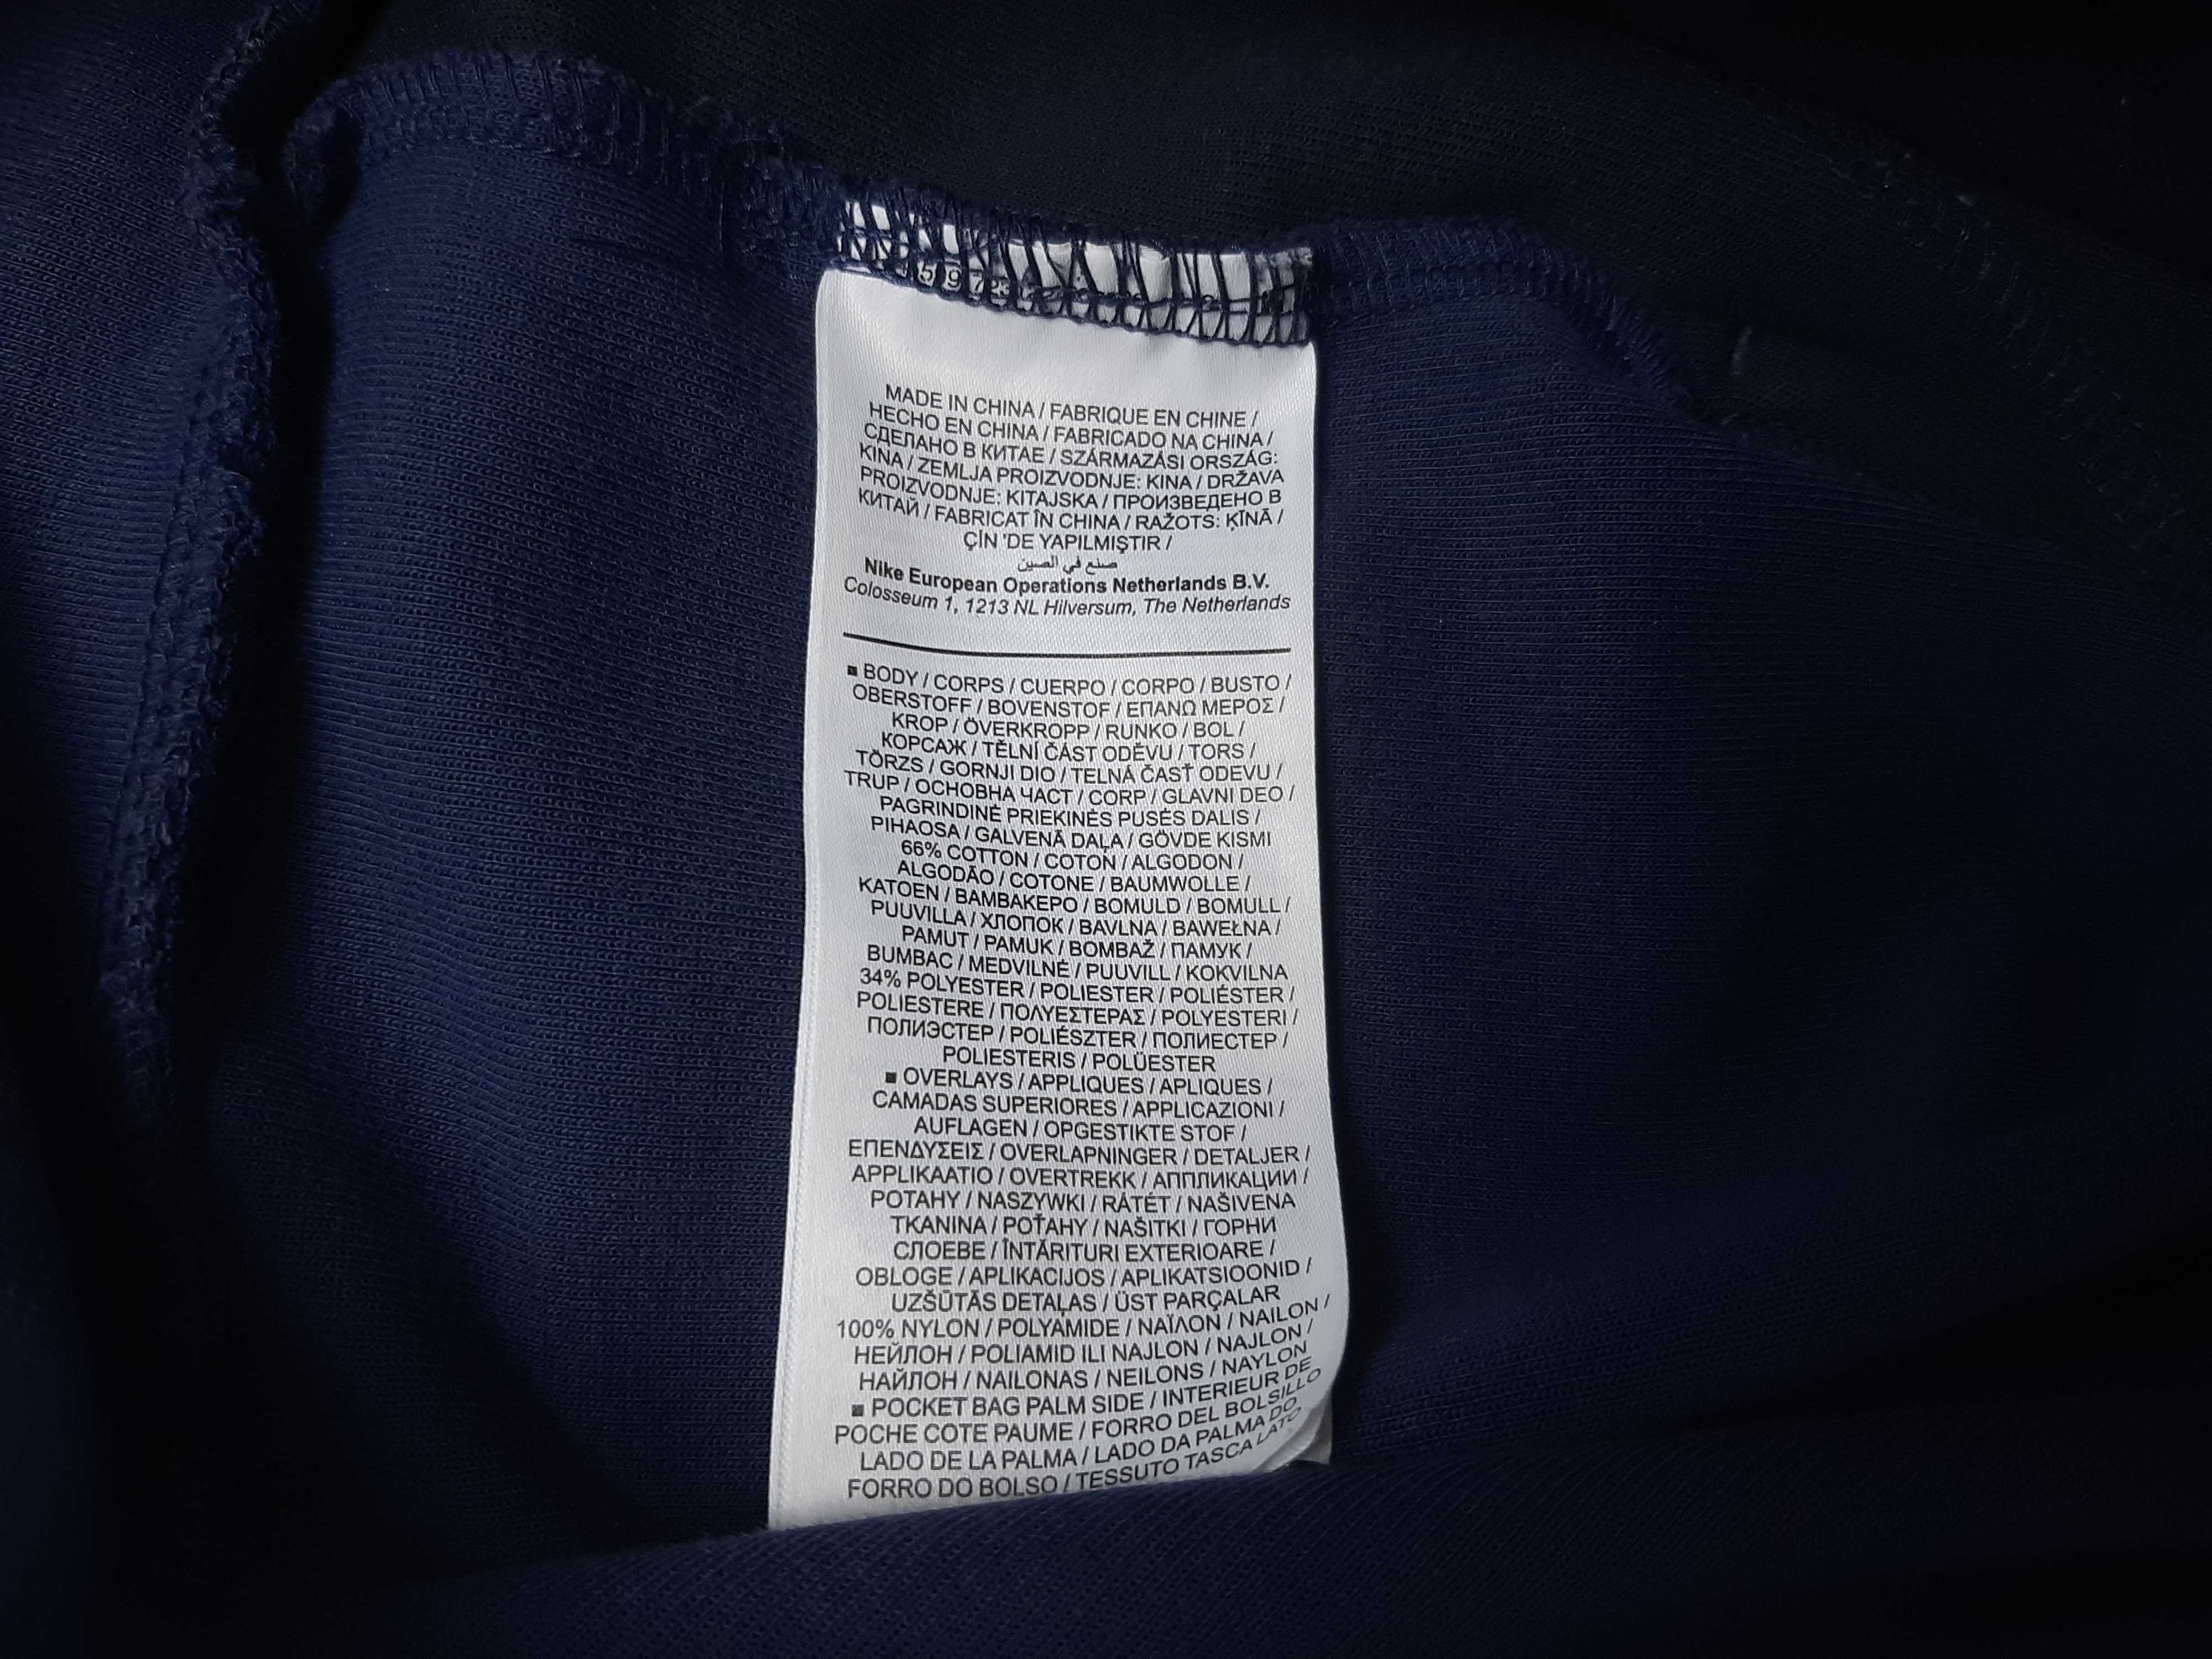 MADE IN CHINA / FABRIQUE EN CHINE /
HECHO EN CHINA / FABRICADO NA CHINA /
СДЕЛАНО В КИТАЕ / SZÁRMAZÁSI ORSZÁG:
KINA / ZEMLJA PROIZVODNJE: KINA / DRŽAVA
PROIZVODNJE: KITAJSKA / ПРОИЗВЕДЕНО В
КИТАЙ / FABRICAT ÎN CHINA / RAŽOTS: ĶĪNĀ /
ÇİN 'DE YAPILMIŞTIR /
صنع في الصين
Nike European Operations Netherlands B.V.
Colosseum 1, 1213 NL Hilversum, The Netherlands
■ BODY / CORPS / CUERPO / CORPO / BUSTO /
OBERSTOFF / BOVENSTOF / ΕΠΑΝΩ ΜΕΡΟΣ /
KROP / ÖVERKROPP / RUNKO / BOL /
КОРСАЖ / TĚLNÍ ČÁST ODĚVU / TORS /
TÖRZS / GORNJI DIO / TELNÁ ČASŤ ODEVU /
TRUP / ОСНОВНА ЧАСТ / CORP / GLAVNI DEO /
PAGRINDINĖ PRIEKINĖS PUSĖS DALIS /
PIHAOSA / GALVENĀ DAĻA / GÖVDE KISMI
66% COTTON / COTON / ALGODON /
ALGODÃO / COTONE / BAUMWOLLE /
KATOEN / ΒΑΜΒΑΚΕΡΟ / BOMULD / BOMULL /
PUUVILLA / ХЛОПОК / BAVLNA / BAWEŁNA /
PAMUT / PAMUK / BOMBAŽ / ПАМУК /
BUMBAC / MEDVILNĖ / PUUVILL / KOKVILNA
34% POLYESTER / POLIESTER / POLIÉSTER /
POLIESTERE / ΠΟΛΥΕΣΤΕΡΑΣ / POLYESTERI /
ПОЛИЭСТЕР / POLIÉSZTER / ПОЛИЕСТЕР /
POLIESTERIS / POLÜESTER
■ OVERLAYS / APPLIQUES / APLIQUES /
CAMADAS SUPERIORES / APPLICAZIONI /
AUFLAGEN / OPGESTIKTE STOF /
ΕΠΕΝΔΥΣΕΙΣ / OVERLAPNINGER / DETALJER /
APPLIKAATIO / OVERTREKK / АППЛИКАЦИИ /
POTAHY / NASZYWKI / RÁTÉT / NAŠIVENA
TKANINA / POŤAHY / NAŠITKI / ГОРНИ
СЛОЕВЕ / ÎNTĂRITURI EXTERIOARE /
OBLOGE / APLIKACIJOS / APLIKATSIOONID /
UZŠŪTĀS DETAĻAS / ÜST PARÇALAR
100% NYLON / POLYAMIDE / ΝΑΪΛΟΝ / NAILON /
НЕЙЛОН / POLIAMID ILI NAJLON / NAJLON /
НАЙЛОН / NAILONAS / NEILONS / NAYLON
■ POCKET BAG PALM SIDE / INTERIEUR DE
POCHE COTE PAUME / FORRO DEL BOLSILLO
LADO DE LA PALMA / LADO DA PALMA DO
FORRO DO BOLSO / TESSUTO TASCA LATO